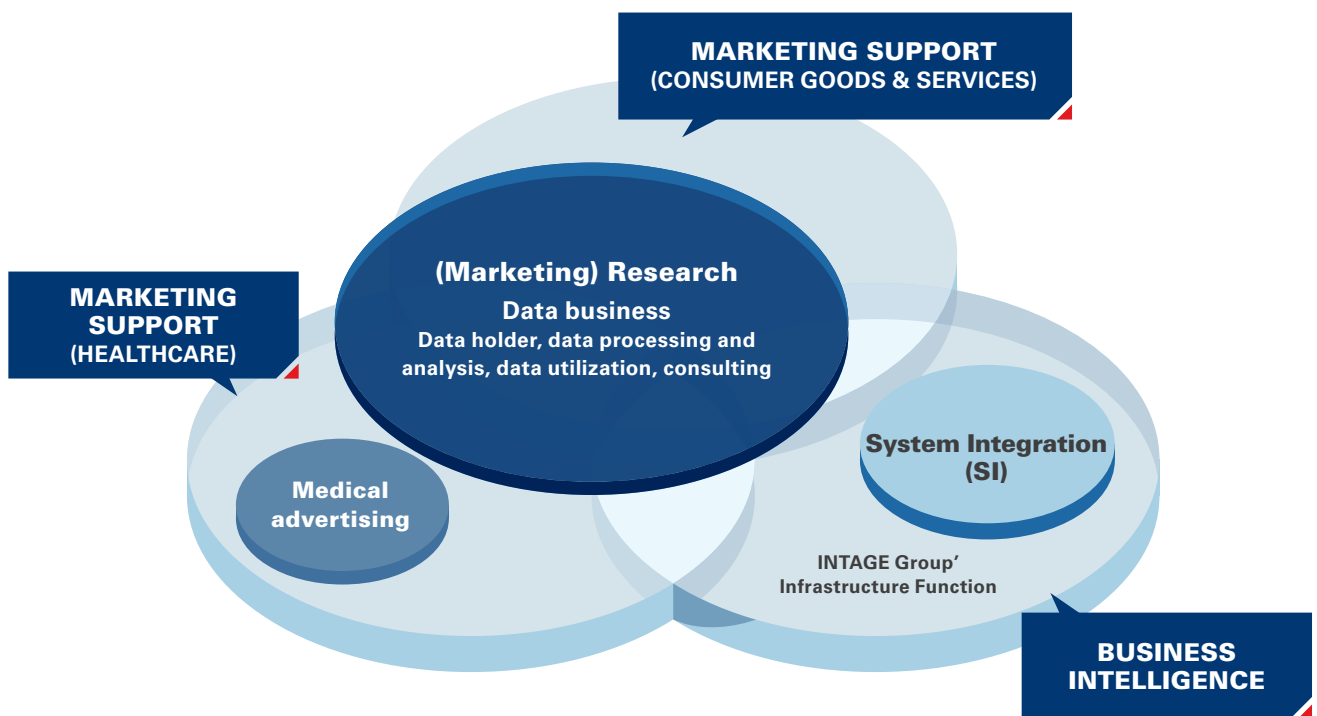 MARKETING SUPPORT
(CONSUMER GOODS & SERVICES)
(Marketing) Research
Data business
Data holder, data processing and
analysis, data utilization, consulting
MARKETING
SUPPORT
(HEALTHCARE)
System Integration
(SI)
Medical
advertising
INTAGE Group’
Infrastructure Function
BUSINESS
INTELLIGENCE